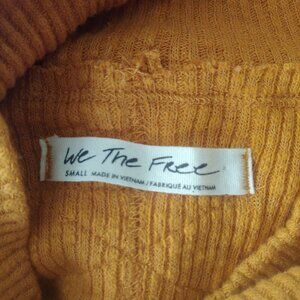 We The Free
SMALL MADE IN VIETNAM / FABRIQUÉ AU VIETNAM